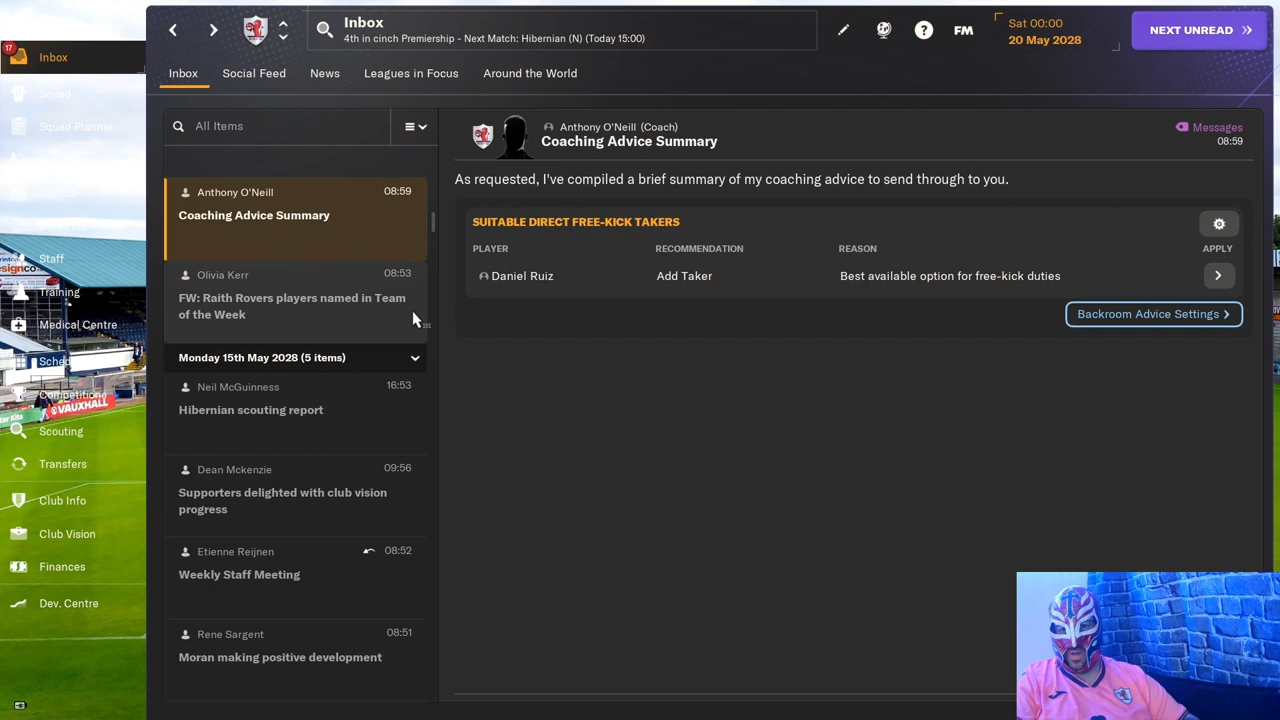 Inbox
4th in cinch Premiership - Next Match: Hibernian (N) (Today 15:00)
?
FM
Sat 00:00
20 May 2028
NEXT UNREAD
17
Inbox
Squad
Squad Planner
Staff
Training
Medical Centre
Sched
Competitions
Scouting
Transfers
Club Info
Club Vision
Finances
Dev. Centre
Inbox
Social Feed
News
Leagues in Focus
Around the World
All Items
Anthony O'Neill
08:59
Coaching Advice Summary
Olivia Kerr
08:53
FW: Raith Rovers players named in Team
of the Week
Monday 15th May 2028 (5 items)
Neil McGuinness
16:53
Hibernian scouting report
Dean Mckenzie
09:56
Supporters delighted with club vision
progress
Etienne Reijnen
08:52
Weekly Staff Meeting
Rene Sargent
08:51
Moran making positive development
Anthony O'Neill (Coach)
Coaching Advice Summary
Messages
08:59
As requested, I've compiled a brief summary of my coaching advice to send through to you.
SUITABLE DIRECT FREE-KICK TAKERS
PLAYER RECOMMENDATION REASON APPLY
Daniel Ruiz Add Taker Best available option for free-kick duties
Backroom Advice Settings
VAUXHALL